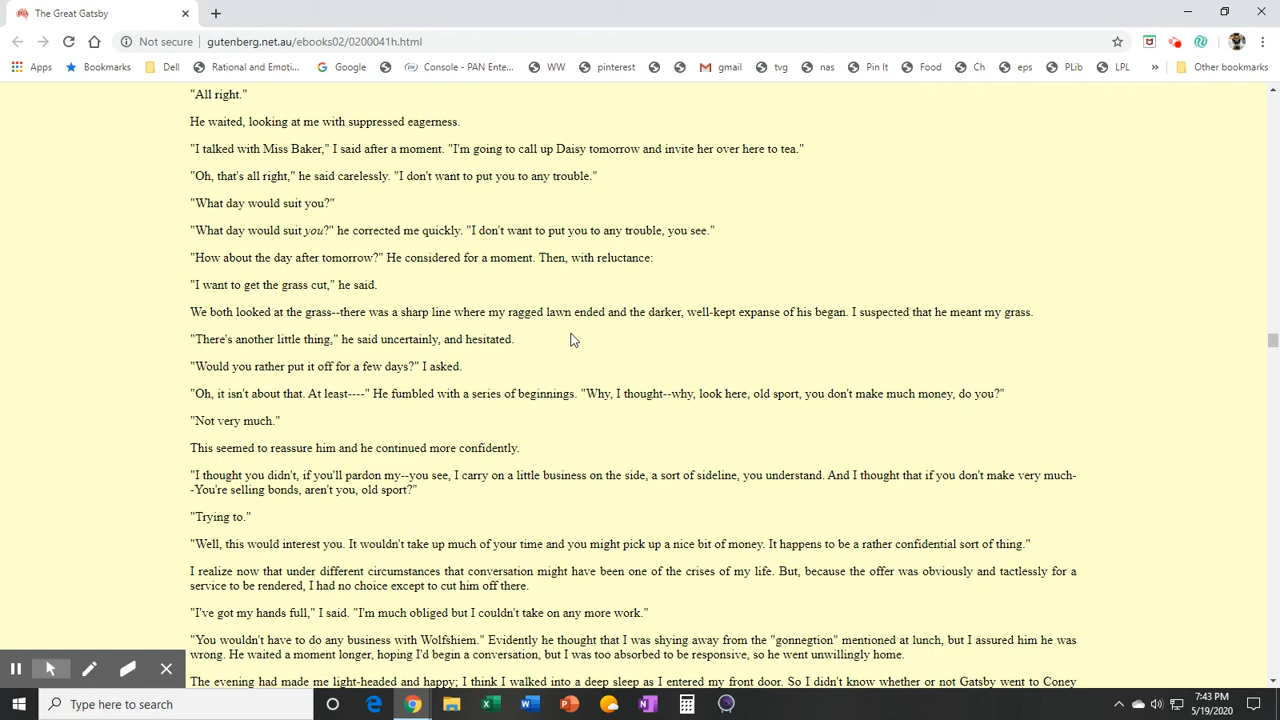 The Great Gatsby
Not secure
gutenberg.net.au/ebooks02/0200041h.html
Apps
Bookmarks
Dell
Rational and Emoti...
Google
Console - PAN Ente...
WW
pinterest
gmail
tvg
nas
Pin It
Food
Ch
eps
PLib
LPL
»
Other bookmarks
"All right."
He waited, looking at me with suppressed eagerness.
"I talked with Miss Baker," I said after a moment. "I'm going to call up Daisy tomorrow and invite her over here to tea."
"Oh, that's all right," he said carelessly. "I don't want to put you to any trouble."
"What day would suit you?"
"What day would suit you?" he corrected me quickly. "I don't want to put you to any trouble, you see."
"How about the day after tomorrow?" He considered for a moment. Then, with reluctance:
"I want to get the grass cut," he said.
We both looked at the grass--there was a sharp line where my ragged lawn ended and the darker, well-kept expanse of his began. I suspected that he meant my grass.
"There's another little thing," he said uncertainly, and hesitated.
"Would you rather put it off for a few days?" I asked.
"Oh, it isn't about that. At least----" He fumbled with a series of beginnings. "Why, I thought--why, look here, old sport, you don't make much money, do you?"
"Not very much."
This seemed to reassure him and he continued more confidently.
"I thought you didn't, if you'll pardon my--you see, I carry on a little business on the side, a sort of sideline, you understand. And I thought that if you don't make very much-
-You're selling bonds, aren't you, old sport?"
"Trying to."
"Well, this would interest you. It wouldn't take up much of your time and you might pick up a nice bit of money. It happens to be a rather confidential sort of thing."
I realize now that under different circumstances that conversation might have been one of the crises of my life. But, because the offer was obviously and tactlessly for a
service to be rendered, I had no choice except to cut him off there.
"I've got my hands full," I said. "I'm much obliged but I couldn't take on any more work."
"You wouldn't have to do any business with Wolfshiem." Evidently he thought that I was shying away from the "gonnegtion" mentioned at lunch, but I assured him he was
wrong. He waited a moment longer, hoping I'd begin a conversation, but I was too absorbed to be responsive, so he went unwillingly home.
The evening had made me light-headed and happy; I think I walked into a deep sleep as I entered my front door. So I didn't know whether or not Gatsby went to Coney
Type here to search
7:43 PM
5/19/2020